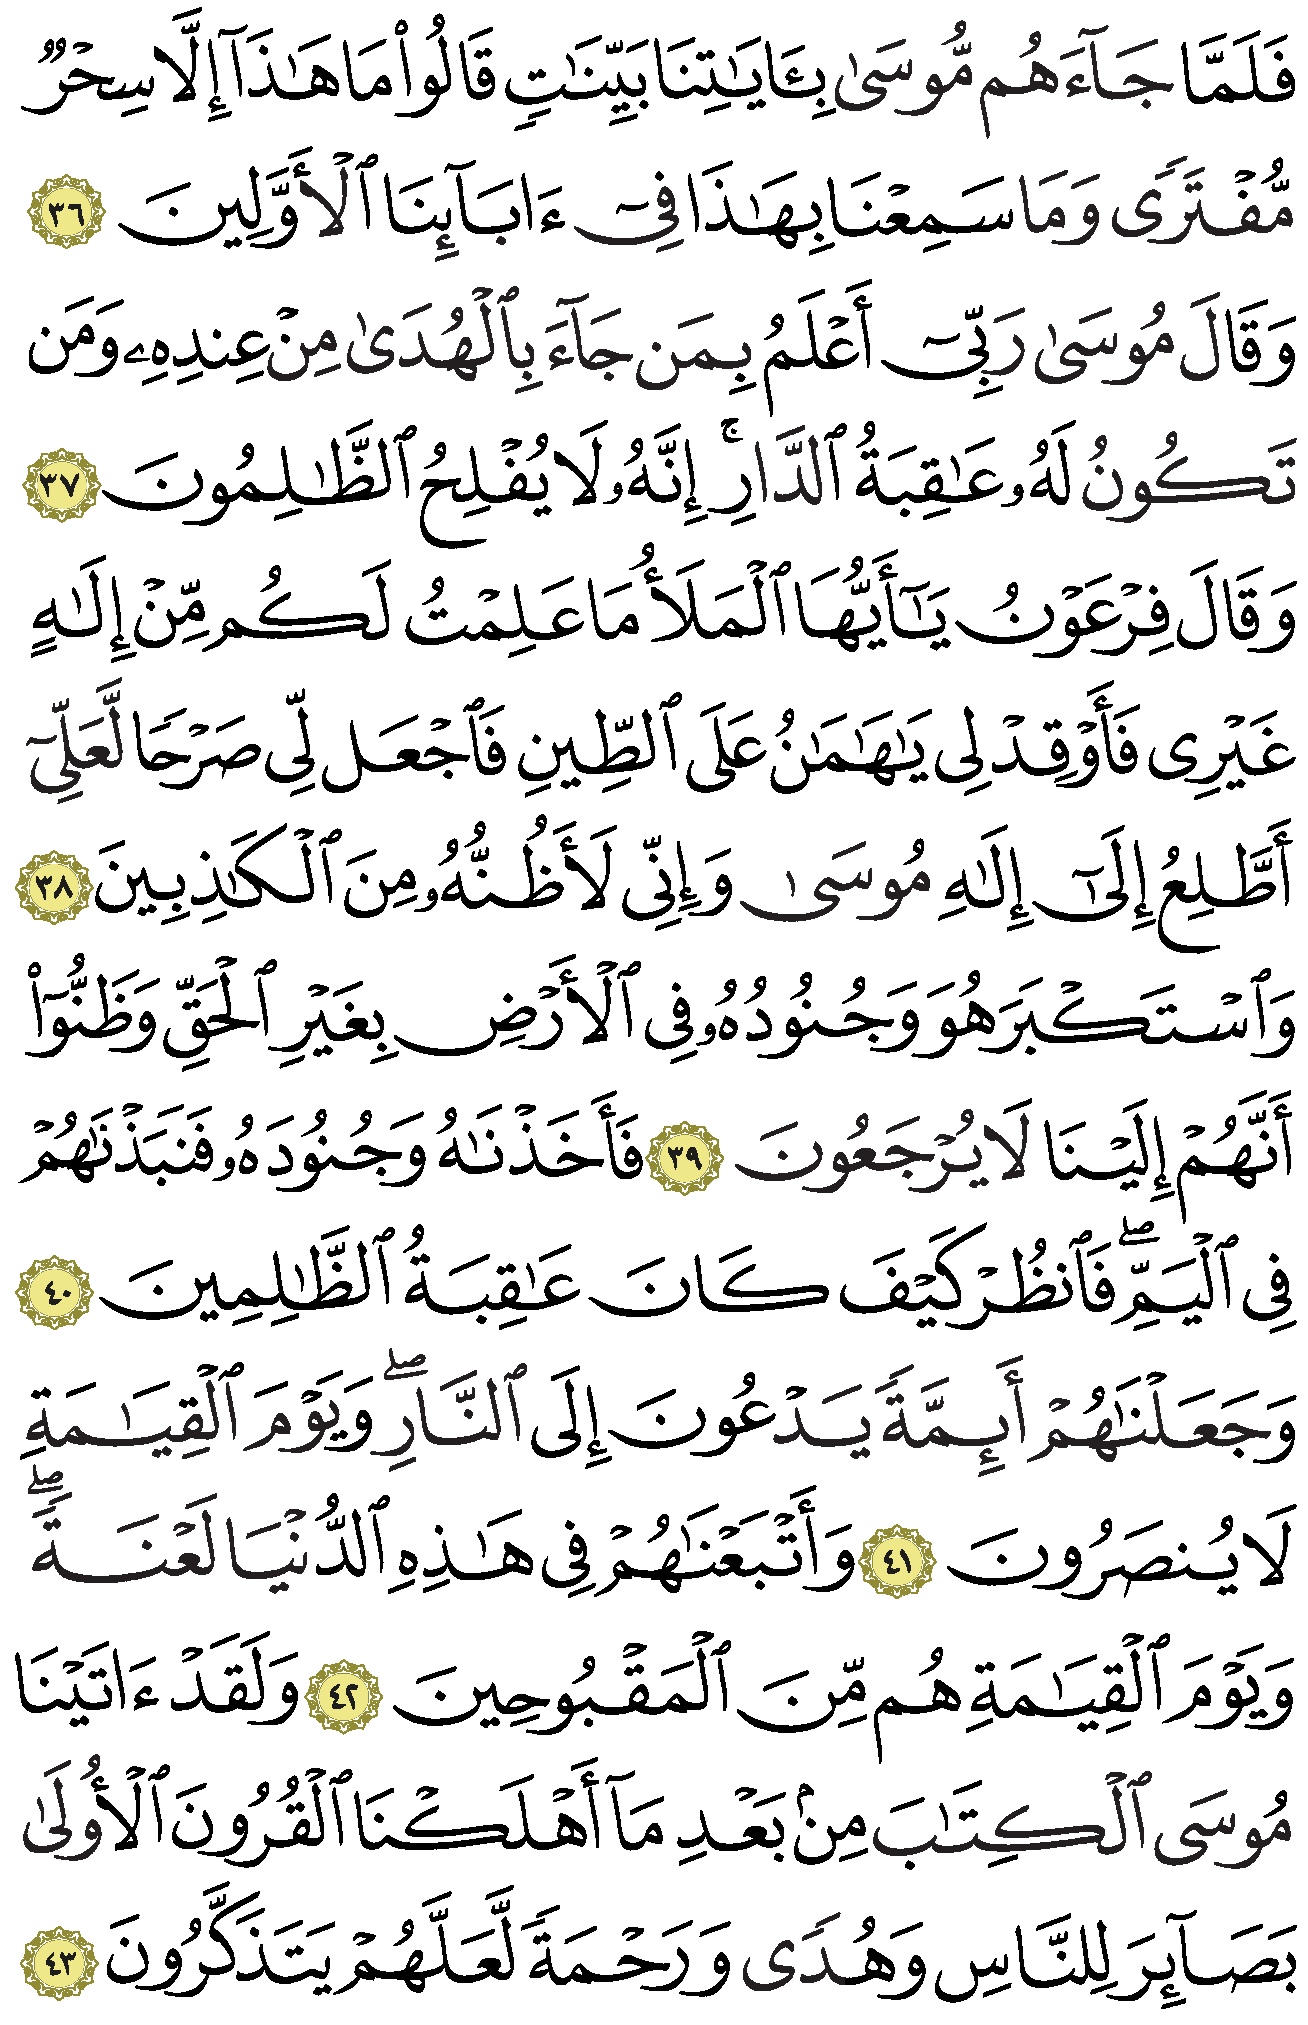 فَلَمَّا جَآءَهُم مُّوسَىٰ بِـَٔايَـٰتِنَا بَيِّنَـٰتٍ قَالُوا۟ مَا هَـٰذَآ إِلَّا سِحْرٌ
مُّفْتَرًى وَمَا سَمِعْنَا بِهَـٰذَا فِىٓ ءَابَآئِنَا ٱلْأَوَّلِينَ ٣٦
وَقَالَ مُوسَىٰ رَبِّىٓ أَعْلَمُ بِمَن جَآءَ بِٱلْهُدَىٰ مِنْ عِندِهِۦ وَمَن
تَكُونُ لَهُۥ عَـٰقِبَةُ ٱلدَّارِ ۚ إِنَّهُۥ لَا يُفْلِحُ ٱلظَّـٰلِمُونَ ٣٧
وَقَالَ فِرْعَوْنُ يَـٰٓأَيُّهَا ٱلْمَلَأُ مَا عَلِمْتُ لَكُم مِّنْ إِلَـٰهٍ
غَيْرِى فَأَوْقِدْ لِى يَـٰهَـٰمَـٰنُ عَلَى ٱلطِّينِ فَٱجْعَل لِّى صَرْحًا لَّعَلِّىٓ
أَطَّلِعُ إِلَىٰٓ إِلَـٰهِ مُوسَىٰ وَإِنِّى لَأَظُنُّهُۥ مِنَ ٱلْكَـٰذِبِينَ ٣٨
وَٱسْتَكْبَرَ هُوَ وَجُنُودُهُۥ فِى ٱلْأَرْضِ بِغَيْرِ ٱلْحَقِّ وَظَنُّوٓا۟
أَنَّهُمْ إِلَيْنَا لَا يُرْجَعُونَ ٣٩ فَأَخَذْنَـٰهُ وَجُنُودَهُۥ فَنَبَذْنَـٰهُمْ
فِى ٱلْيَمِّ ۖ فَٱنظُرْ كَيْفَ كَانَ عَـٰقِبَةُ ٱلظَّـٰلِمِينَ ٤٠
وَجَعَلْنَـٰهُمْ أَئِمَّةً يَدْعُونَ إِلَى ٱلنَّارِ ۖ وَيَوْمَ ٱلْقِيَـٰمَةِ
لَا يُنصَرُونَ ٤١ وَأَتْبَعْنَـٰهُمْ فِى هَـٰذِهِ ٱلدُّنْيَا لَعْنَةً ۖ
وَيَوْمَ ٱلْقِيَـٰمَةِ هُم مِّنَ ٱلْمَقْبُوحِينَ ٤٢ وَلَقَدْ ءَاتَيْنَا
مُوسَى ٱلْكِتَـٰبَ مِنۢ بَعْدِ مَآ أَهْلَكْنَا ٱلْقُرُونَ ٱلْأُولَىٰ
بَصَآئِرَ لِلنَّاسِ وَهُدًى وَرَحْمَةً لَّعَلَّهُمْ يَتَذَكَّرُونَ ٤٣